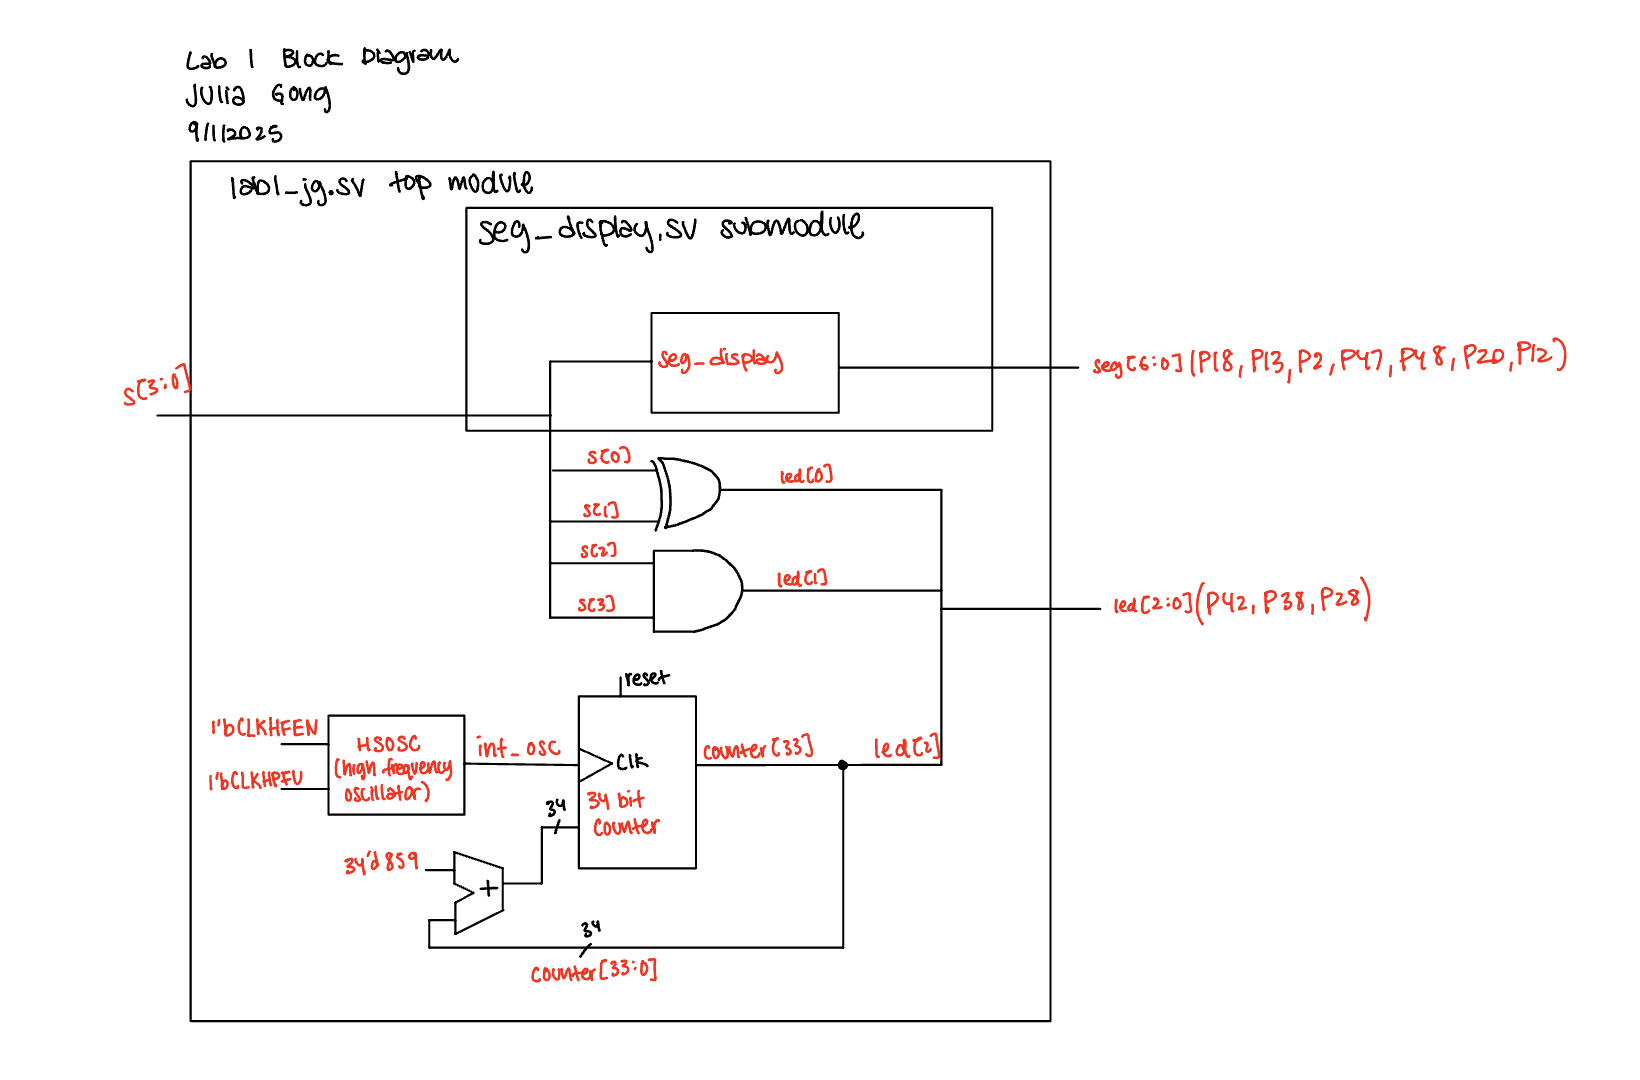 Lab 1 Block Diagram
Julia Gong
9/1/2025
lab1_jg.sv top module
seg_display.sv submodule
seg_display
s[3:0]
seg[6:0](P18, P13, P2, P47, P48, P20, P12)
s[0]
led[0]
s[1]
s[2]
led[1]
s[3]
led[2:0](P42, P38, P28)
reset
1'bCLKHFEN
HSOSC
(high frequency
oscillator)
int_osc
Clk
counter[33]
led[2]
1'bCLKHPFU
34 bit
counter
34
34'd859
+
34
counter[33:0]